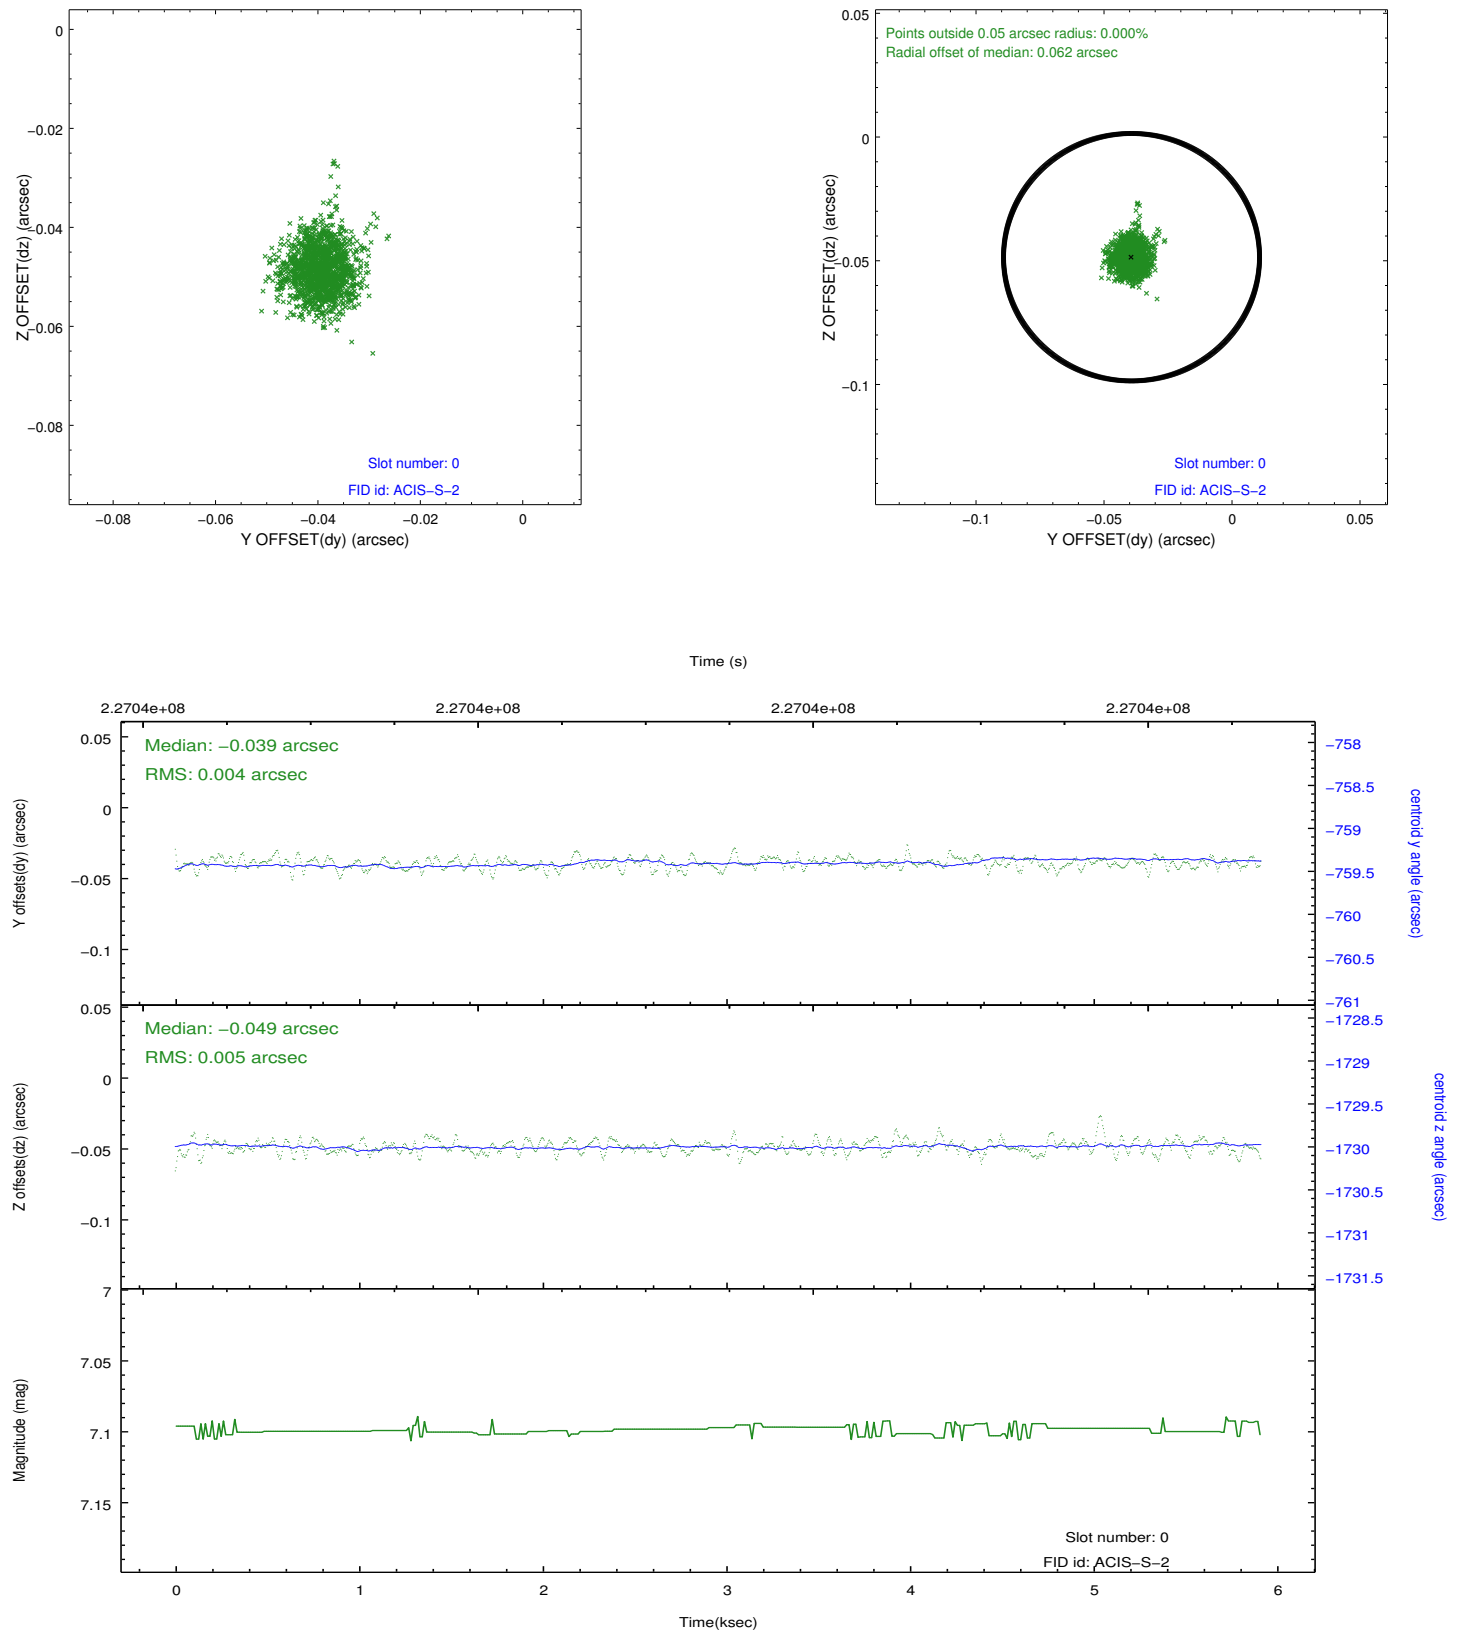 0
−0.02
−0.04
−0.06
−0.08
Z OFFSET(dz) (arcsec)
Slot number: 0
FID id: ACIS−S−2
−0.08
−0.06
−0.04
−0.02
0
Y OFFSET(dy) (arcsec)
0.05
0
−0.05
−0.1
Z OFFSET(dz) (arcsec)
Points outside 0.05 arcsec radius: 0.000%
Radial offset of median: 0.062 arcsec
Slot number: 0
FID id: ACIS−S−2
−0.1
−0.05
0
0.05
Y OFFSET(dy) (arcsec)
Time (s)
2.2704e+08
2.2704e+08
2.2704e+08
2.2704e+08
0.05
0
−0.05
−0.1
Y offsets(dy) (arcsec)
Median: −0.039 arcsec
RMS: 0.004 arcsec
−758
−758.5
−759
−759.5
−760
−760.5
−761
centroid y angle (arcsec)
0.05
0
−0.05
−0.1
Z offsets(dz) (arcsec)
Median: −0.049 arcsec
RMS: 0.005 arcsec
−1728.5
−1729
−1729.5
−1730
−1730.5
−1731
−1731.5
centroid z angle (arcsec)
7
7.05
7.1
7.15
Magnitude (mag)
Slot number: 0
FID id: ACIS−S−2
0
1
2
3
4
5
6
Time(ksec)